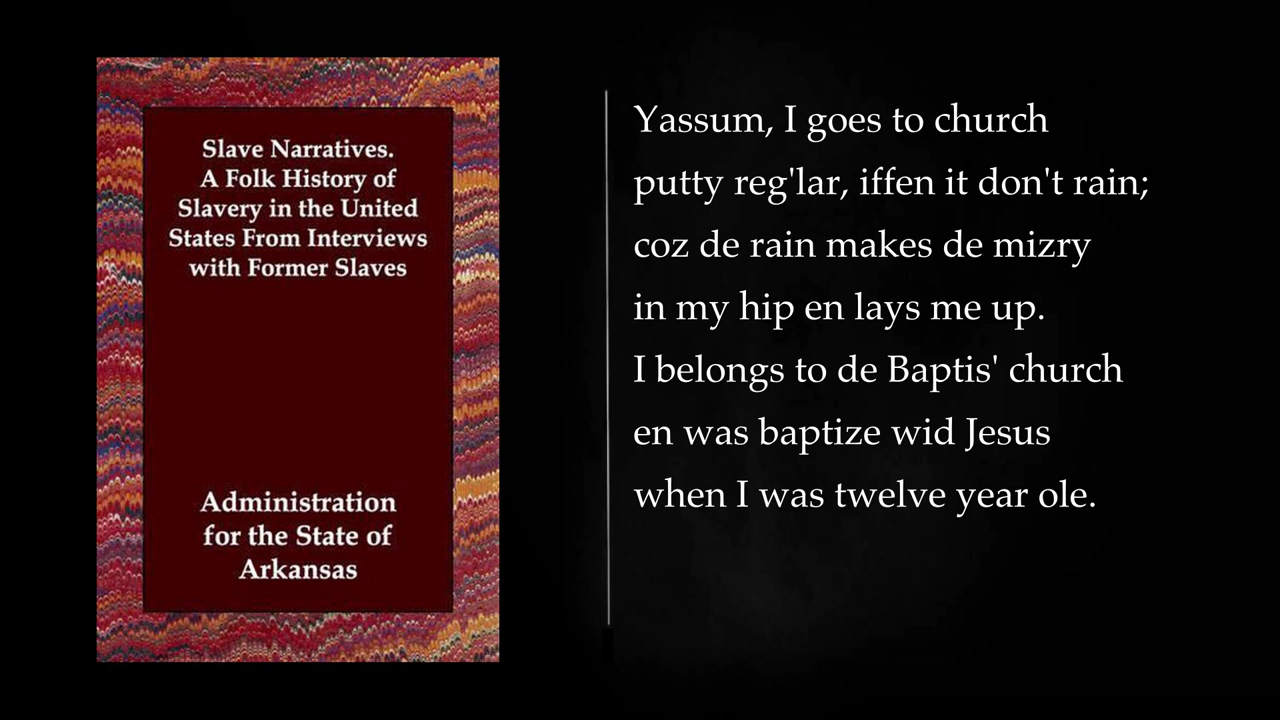 Slave Narratives.
A Folk History of
Slavery in the United
States From Interviews
with Former Slaves
Administration
for the State of
Arkansas
Yassum, I goes to church
putty reg'lar, iffen it don't rain;
coz de rain makes de mizry
in my hip en lays me up.
I belongs to de Baptis' church
en was baptize wid Jesus
when I was twelve year ole.